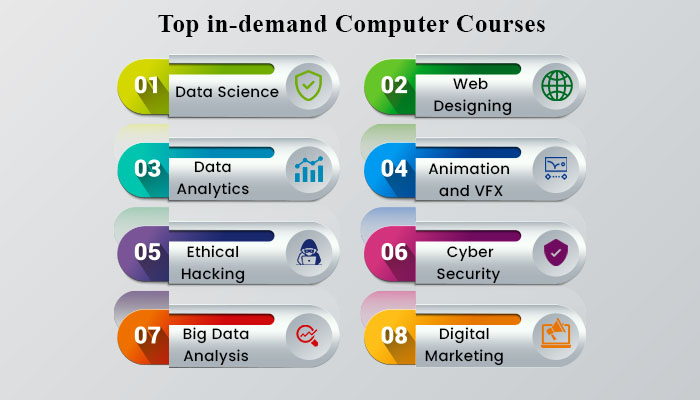 Top in-demand Computer Courses
01
Data Science
02
Web
Designing
03
Data
Analytics
04
Animation
and VFX
05
Ethical
Hacking
06
Cyber
Security
07
Big Data
Analysis
08
Digital
Marketing